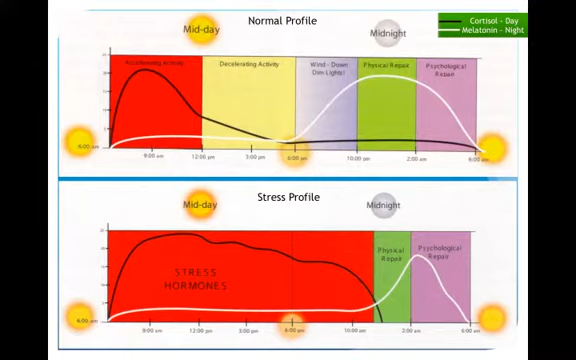 Normal Profile
Cortisol - Day
Melatonin - Night
Mid-day
Midnight
Accelerating Activity
Decelerating Activity
Wind - Down
Dim Lights!
Physical Repair
Psychological
Repair
6:00 am
9:00 am
12:00 pm
3:00 pm
6:00 pm
10:00 pm
2:00 am
6:00 am
Stress Profile
Mid-day
Midnight
STRESS
HORMONES
Physical
Repair
Psychological
Repair
6:00 am
9:00 am
12:00 pm
3:00 pm
6:00 pm
10:00 pm
2:00 am
6:00 am